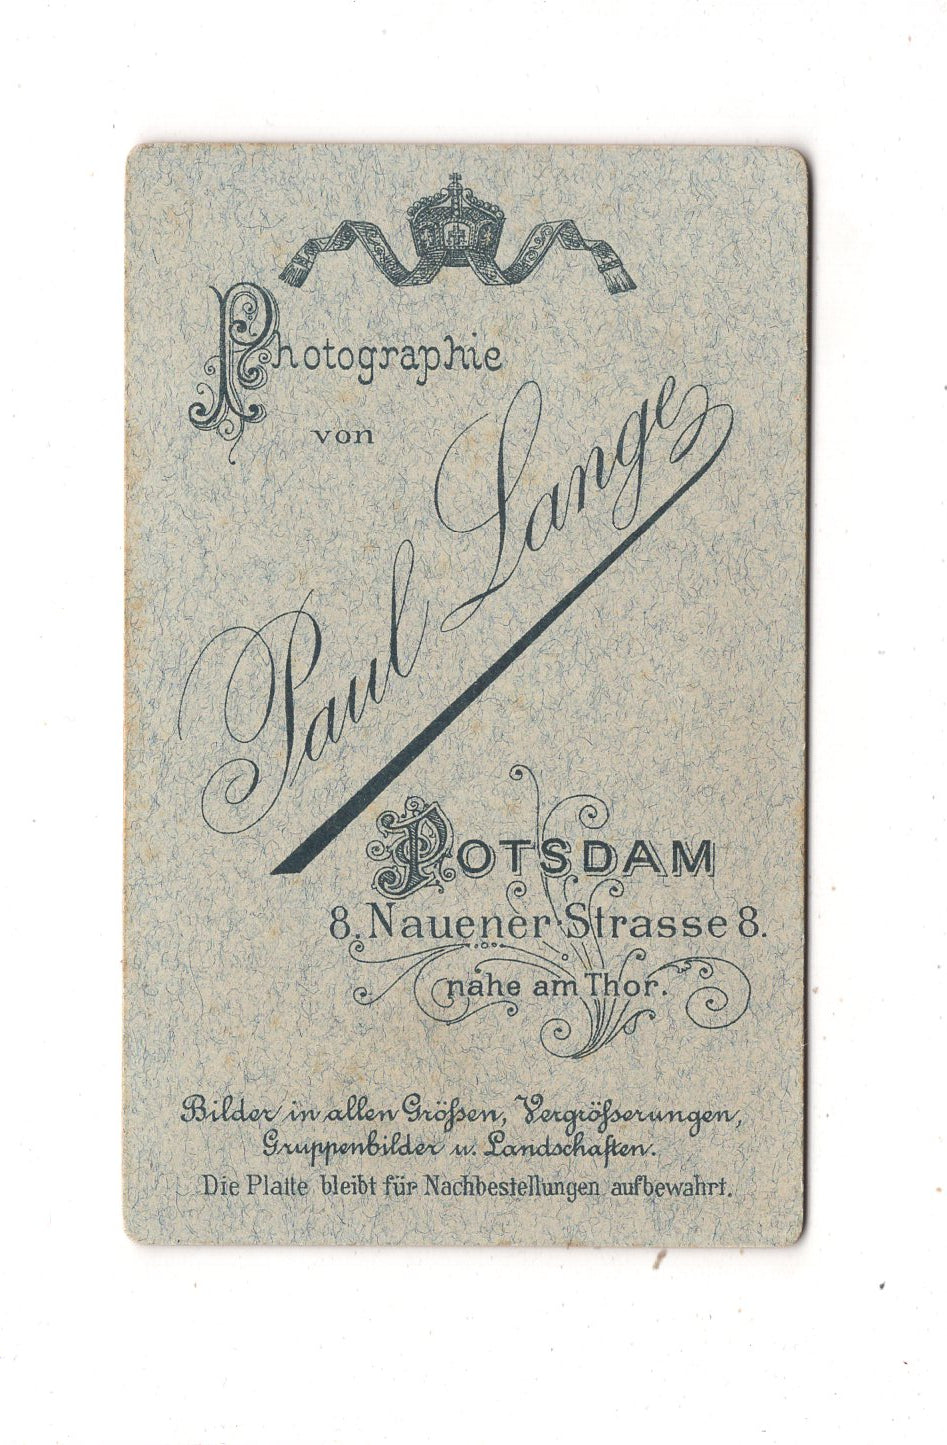 Photographie
von
Paul Lange
POTSDAM
8. Nauener-Strasse 8.
nahe am Thor.
Bilder in allen Größen, Vergrößerungen,
Gruppenbilder u. Landschaften.
Die Platte bleibt für Nachbestellungen aufbewahrt.